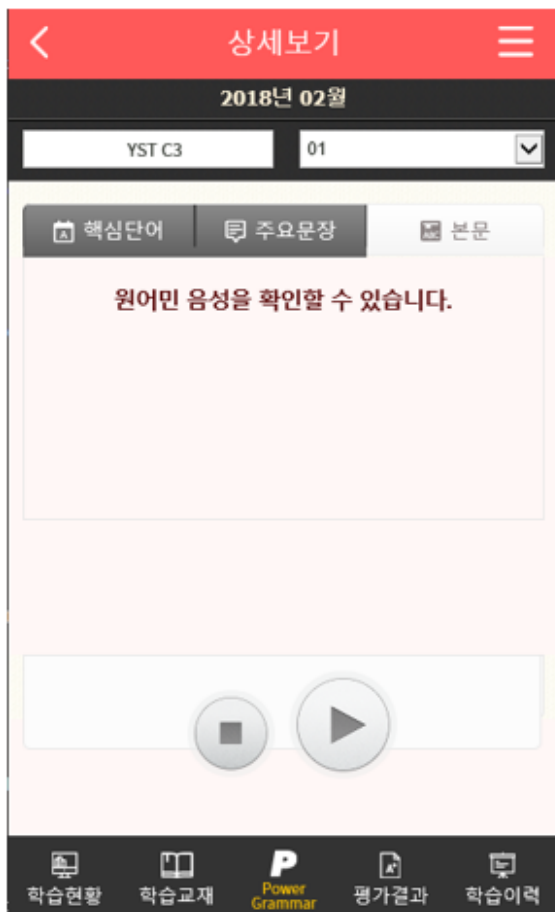 상세보기
2018년 02월
YST C3
01
핵심단어
주요문장
본문
원어민 음성을 확인할 수 있습니다.
학습현황
학습교재
P
Power
Grammar
평가결과
학습이력